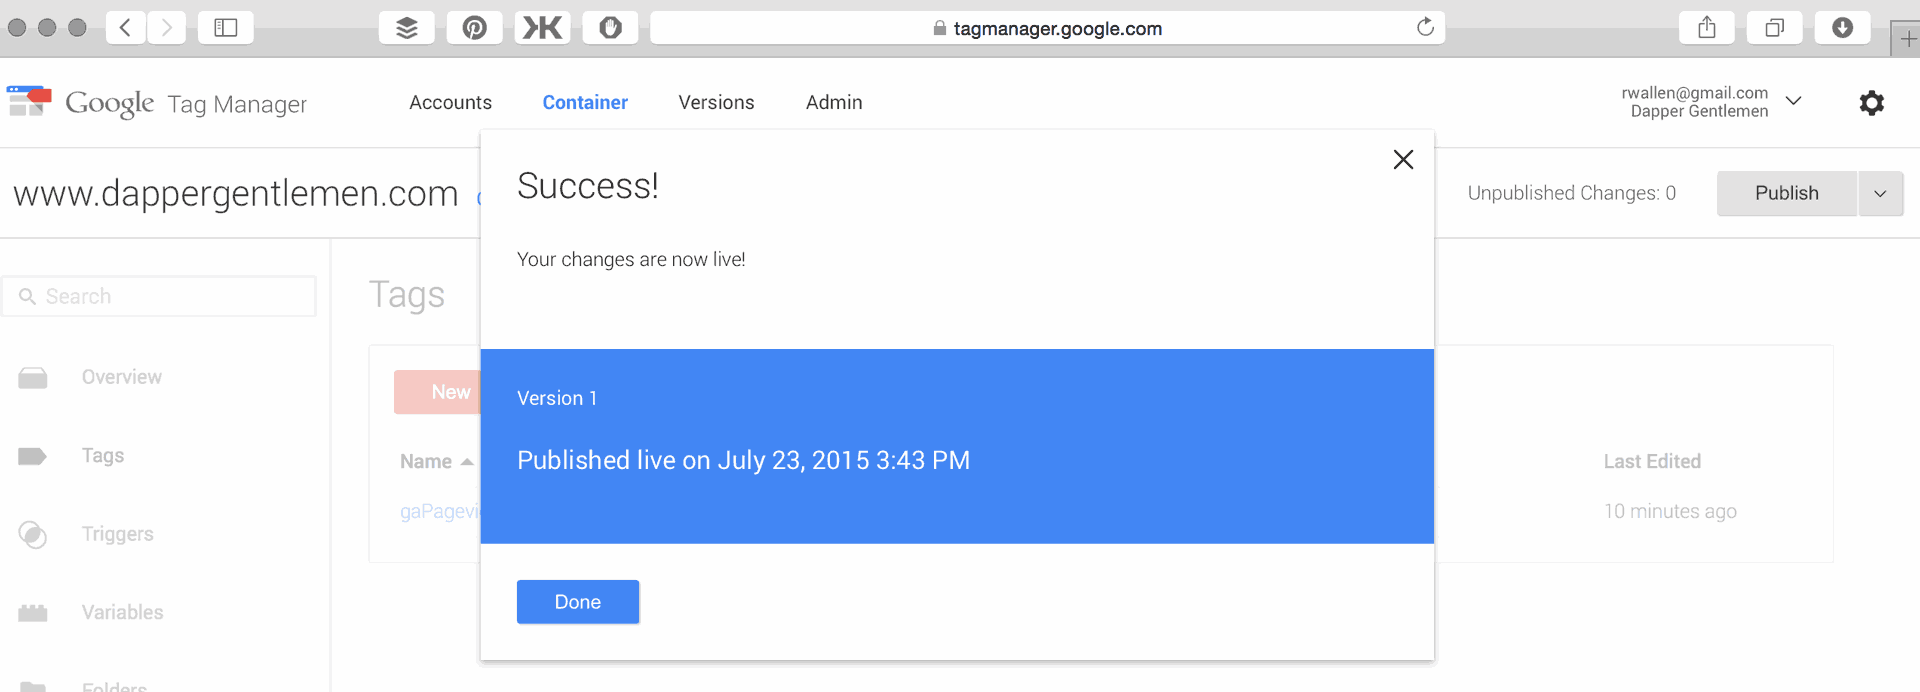 tagmanager.google.com
Google Tag Manager
Accounts
Container
Versions
Admin
rwallen@gmail.com
Dapper Gentlemen
www.dappergentlemen.com
Unpublished Changes: 0
Publish
Success!
Your changes are now live!
Version 1
Published live on July 23, 2015 3:43 PM
Done
Search
Overview
Tags
Triggers
Variables
Folders
Tags
New
Name
Last Edited
gaPagevi
10 minutes ago